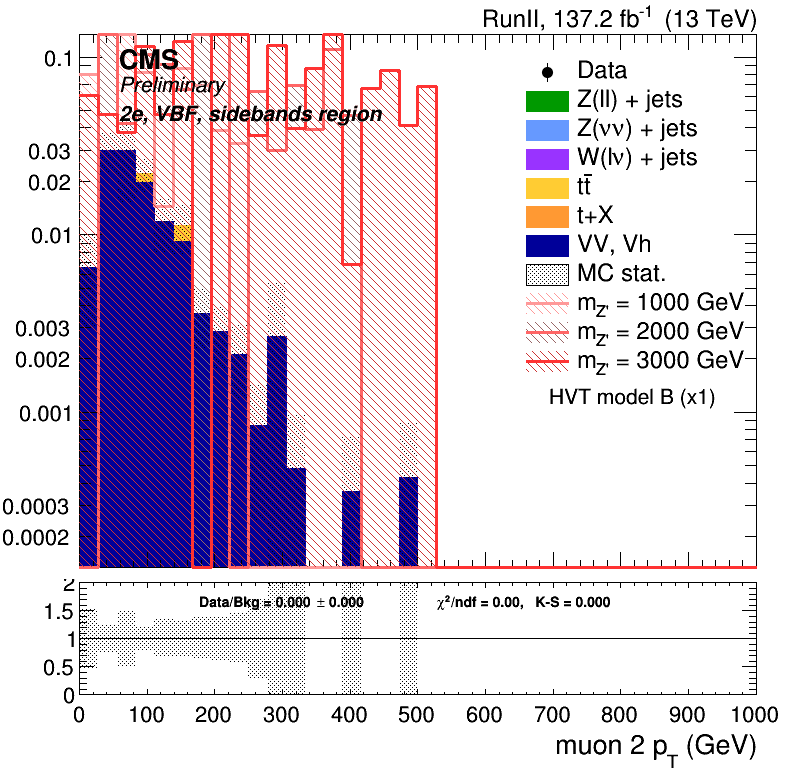 RunII, 137.2 fb⁻¹ (13 TeV)
CMS
Preliminary
2e, VBF, sidebands region
Data
Z(ll) + jets
Z(νν) + jets
W(lν) + jets
tt̄
t+X
VV, Vh
MC stat.
m_Z' = 1000 GeV
m_Z' = 2000 GeV
m_Z' = 3000 GeV
HVT model B (x1)
0.1
0.03
0.02
0.01
0.003
0.002
0.001
0.0003
0.0002
Data/Bkg = 0.000 ± 0.000 χ²/ndf = 0.00, K-S = 0.000
2
1.5
1
0.5
0
0 100 200 300 400 500 600 700 800 900 1000
muon 2 p_T (GeV)